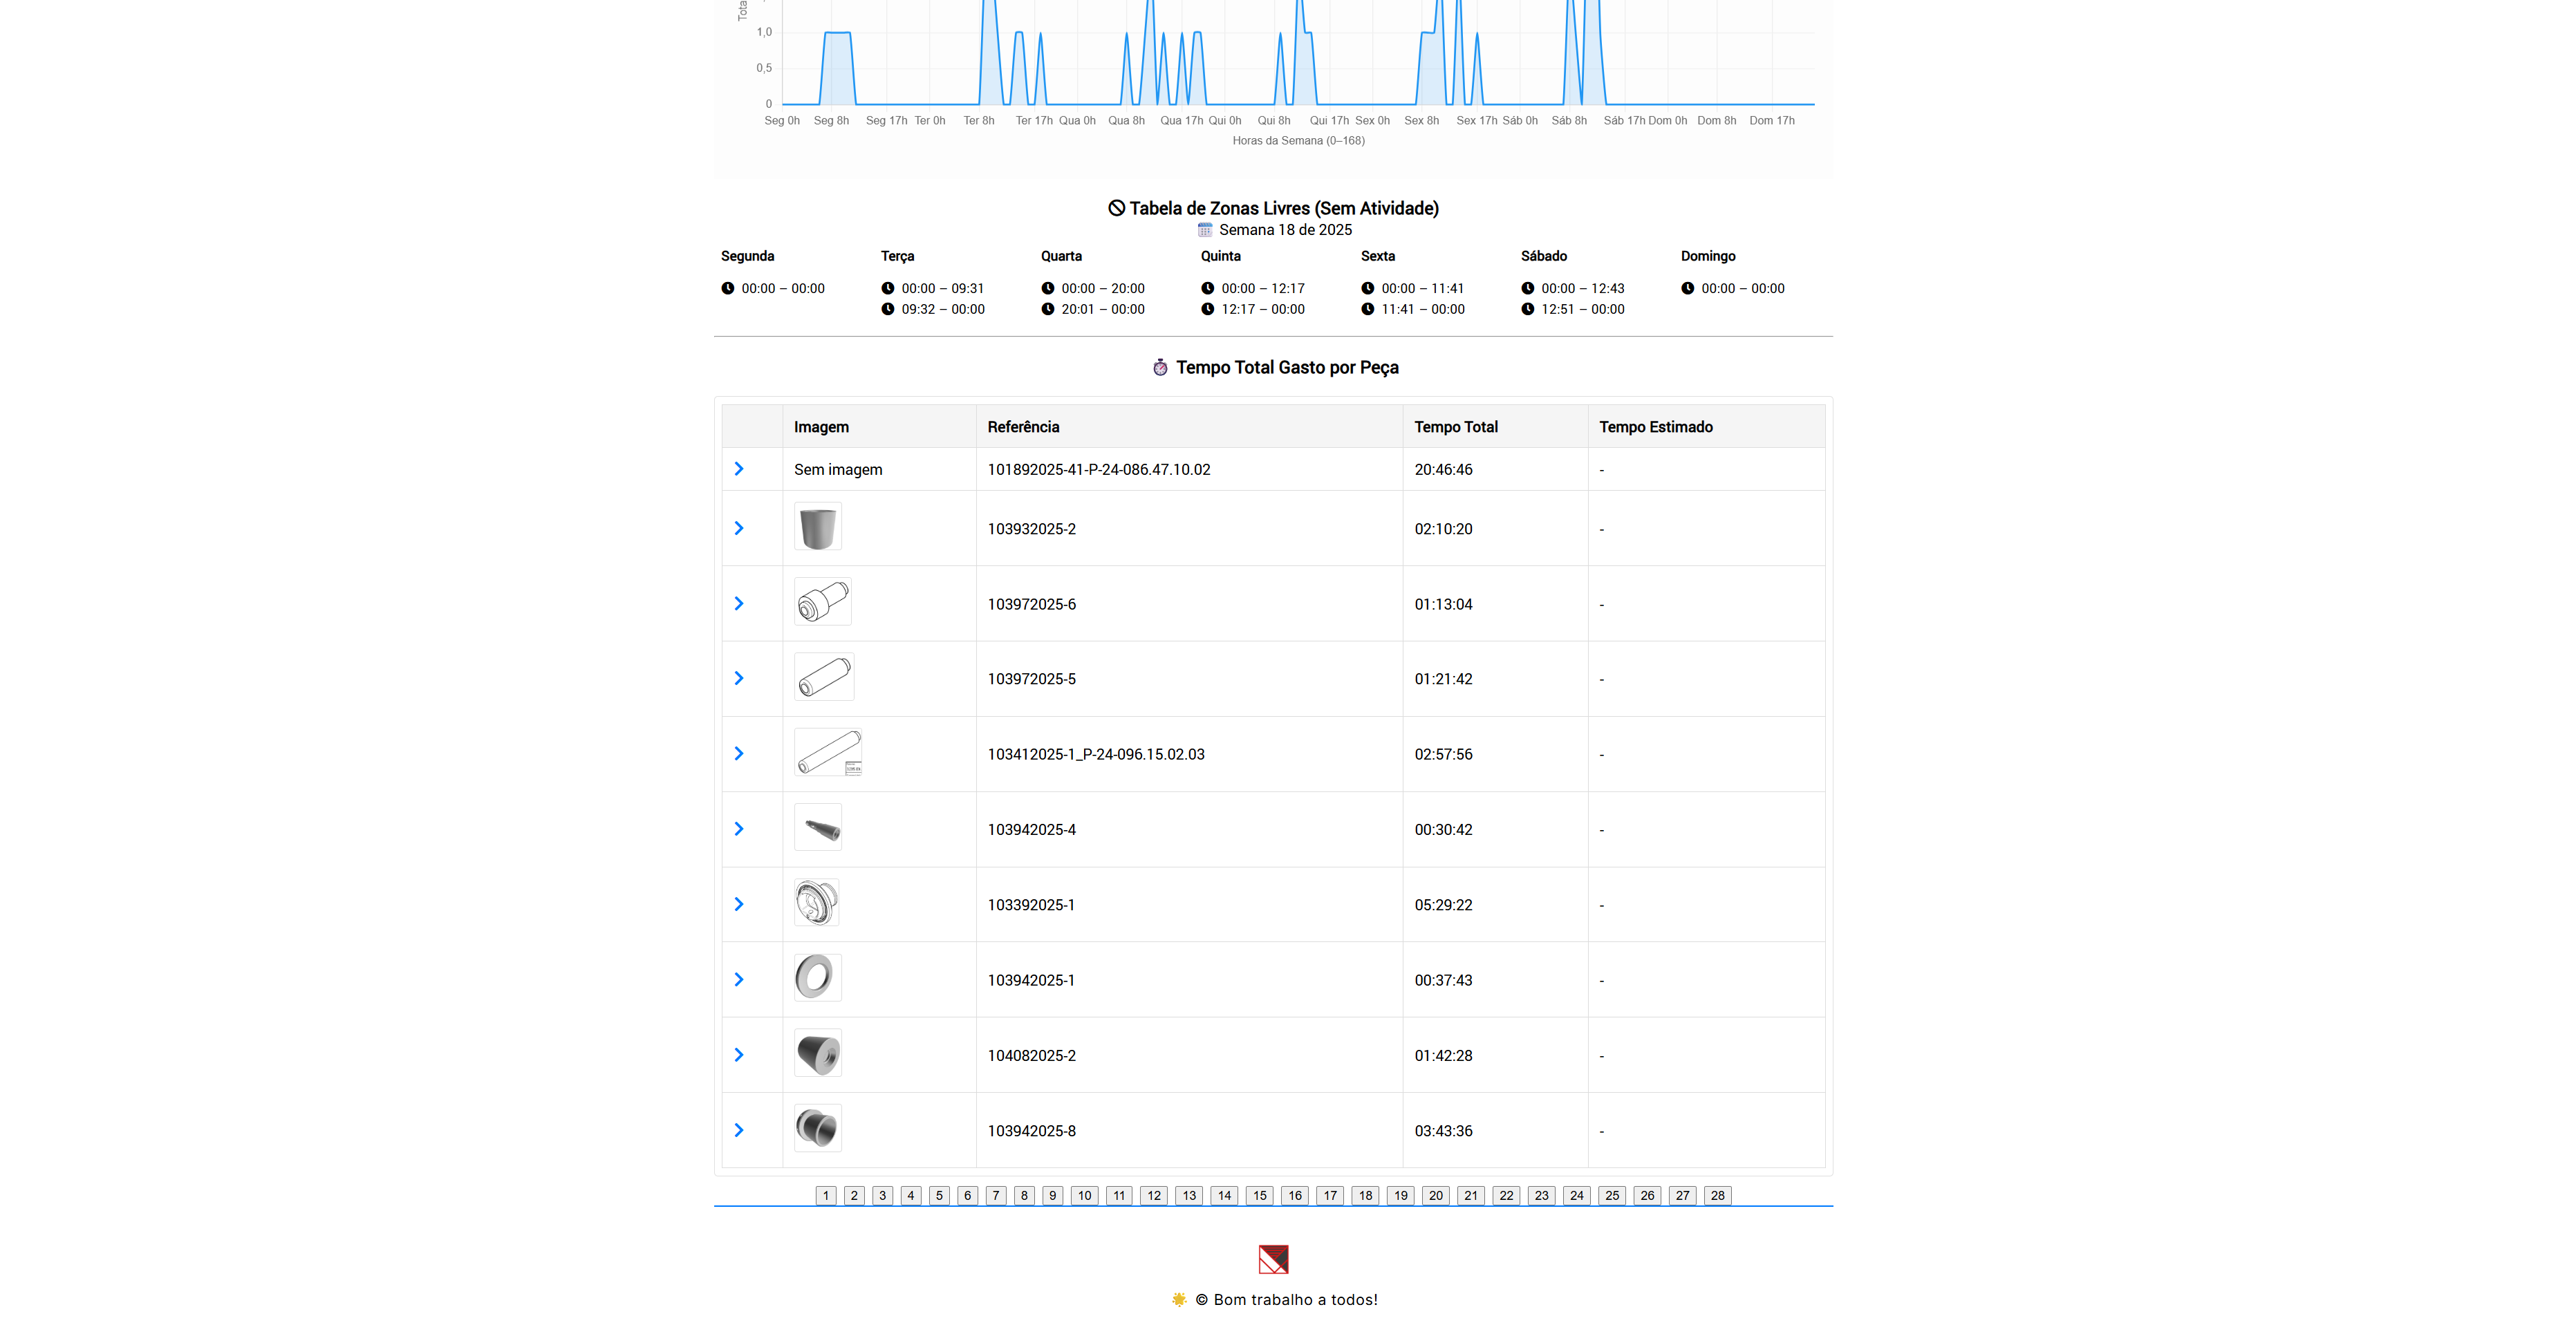 Tota
1,0
0,5
0
Seg 0h Seg 8h Seg 17h Ter 0h Ter 8h Ter 17h Qua 0h Qua 8h Qua 17h Qui 0h Qui 8h Qui 17h Sex 0h Sex 8h Sex 17h Sáb 0h Sáb 8h Sáb 17h Dom 0h Dom 8h Dom 17h
Horas da Semana (0–168)
Tabela de Zonas Livres (Sem Atividade)
Semana 18 de 2025
Segunda Terça Quarta Quinta Sexta Sábado Domingo
00:00 – 00:00 00:00 – 09:31 00:00 – 20:00 00:00 – 12:17 00:00 – 11:41 00:00 – 12:43 00:00 – 00:00
09:32 – 00:00 20:01 – 00:00 12:17 – 00:00 11:41 – 00:00 12:51 – 00:00
Tempo Total Gasto por Peça
Imagem Referência Tempo Total Tempo Estimado
Sem imagem 101892025-41-P-24-086.47.10.02 20:46:46 -
103932025-2 02:10:20 -
103972025-6 01:13:04 -
103972025-5 01:21:42 -
103412025-1_P-24-096.15.02.03 02:57:56 -
103942025-4 00:30:42 -
103392025-1 05:29:22 -
103942025-1 00:37:43 -
104082025-2 01:42:28 -
103942025-8 03:43:36 -
1 2 3 4 5 6 7 8 9 10 11 12 13 14 15 16 17 18 19 20 21 22 23 24 25 26 27 28
© Bom trabalho a todos!